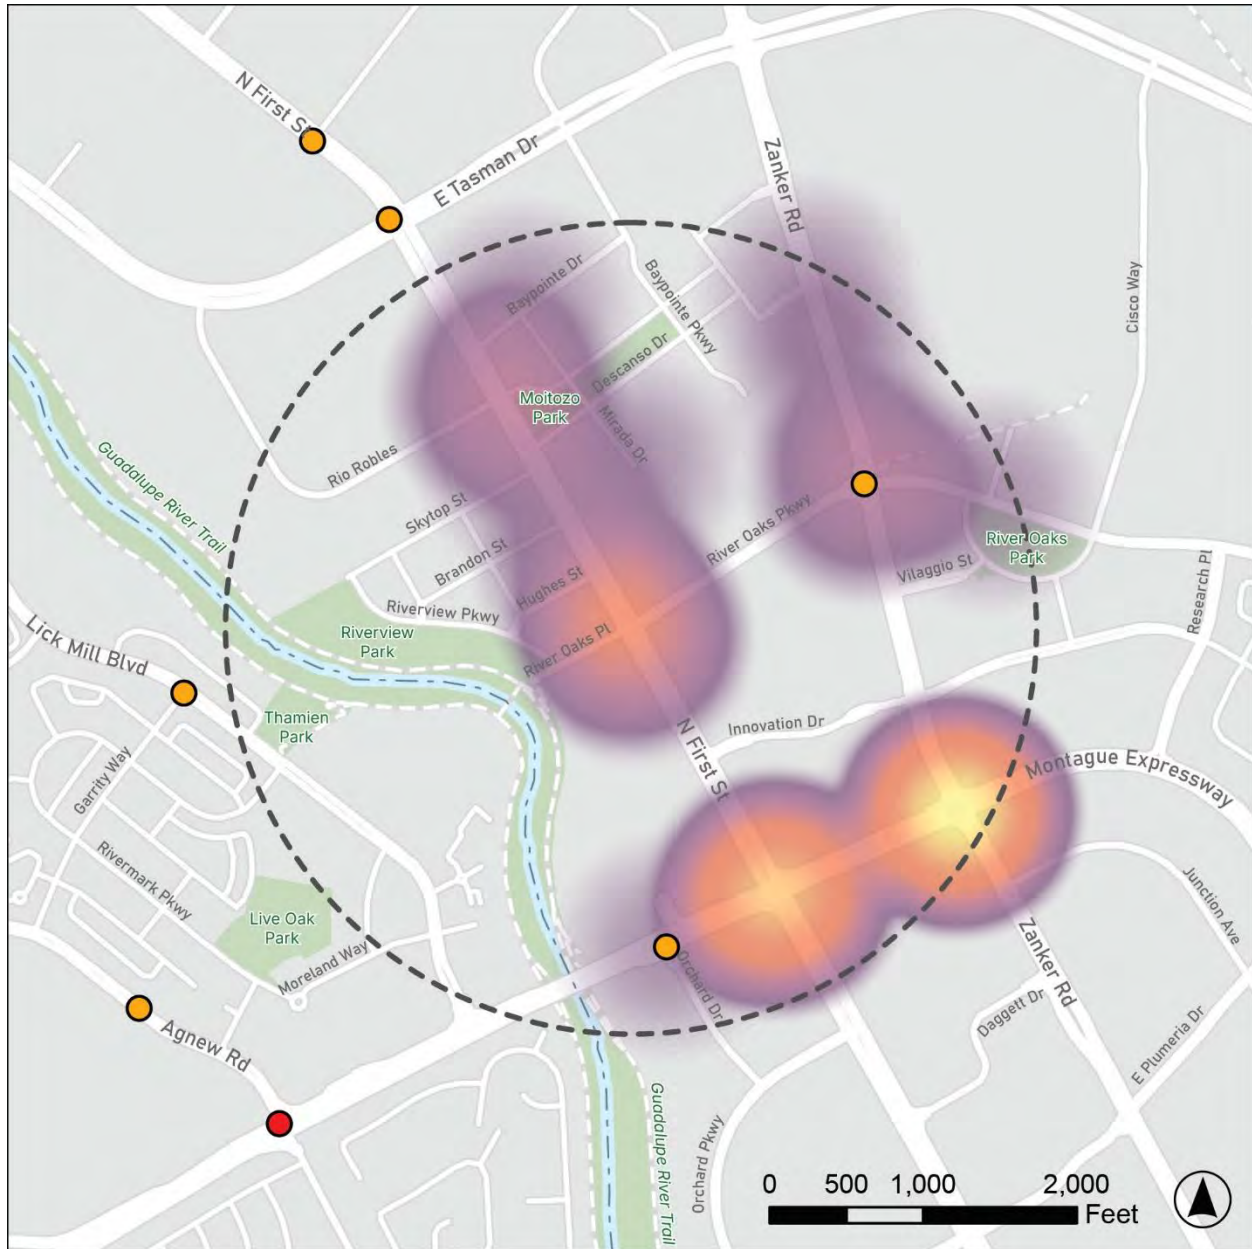 N First St
E Tasman Dr
Zanker Rd
Cisco Way
Baypointe Dr
Baypointe Pkwy
Descanso Dr
Moitozo
Park
Mirada Dr
Rio Robles
Guadalupe River Trail
Skytop St
Brandon St
Hughes St
River Oaks Pkwy
River Oaks
Park
Vilaggio St
Research Pl
Riverview Pkwy
Riverview
Park
River Oaks Pl
Lick Mill Blvd
Thamien
Park
N First St
Innovation Dr
Montague Expressway
Garrity Way
Rivermark Pkwy
Live Oak
Park
Moreland Way
Junction Ave
Orchard Dr
Zanker Rd
Daggett Dr
E Plumeria Dr
Agnew Rd
Guadalupe River Trail
Orchard Pkwy
0 500 1,000 2,000
Feet